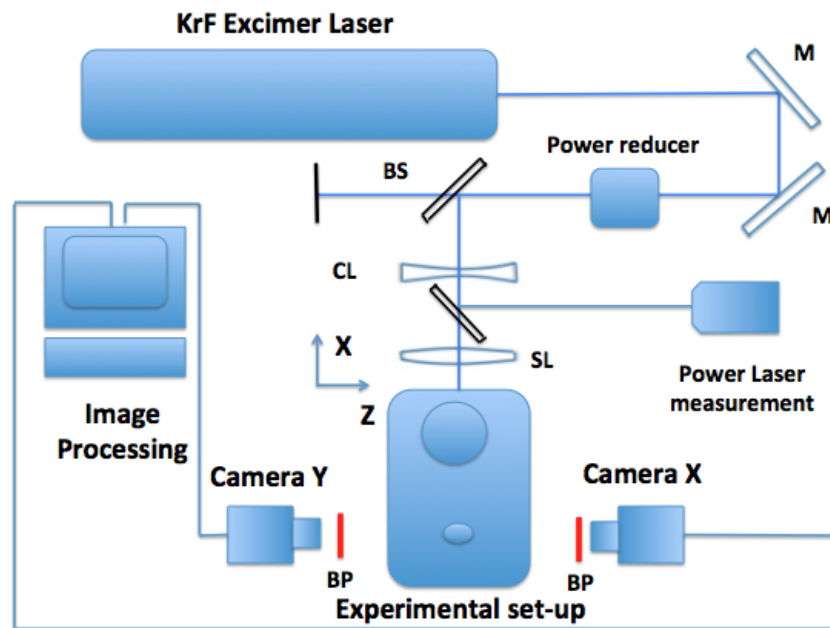 KrF Excimer Laser
M
Power reducer
BS
M
CL
X
SL
Z
Power Laser
measurement
Image
Processing
Camera Y
Camera X
BP
BP
Experimental set-up